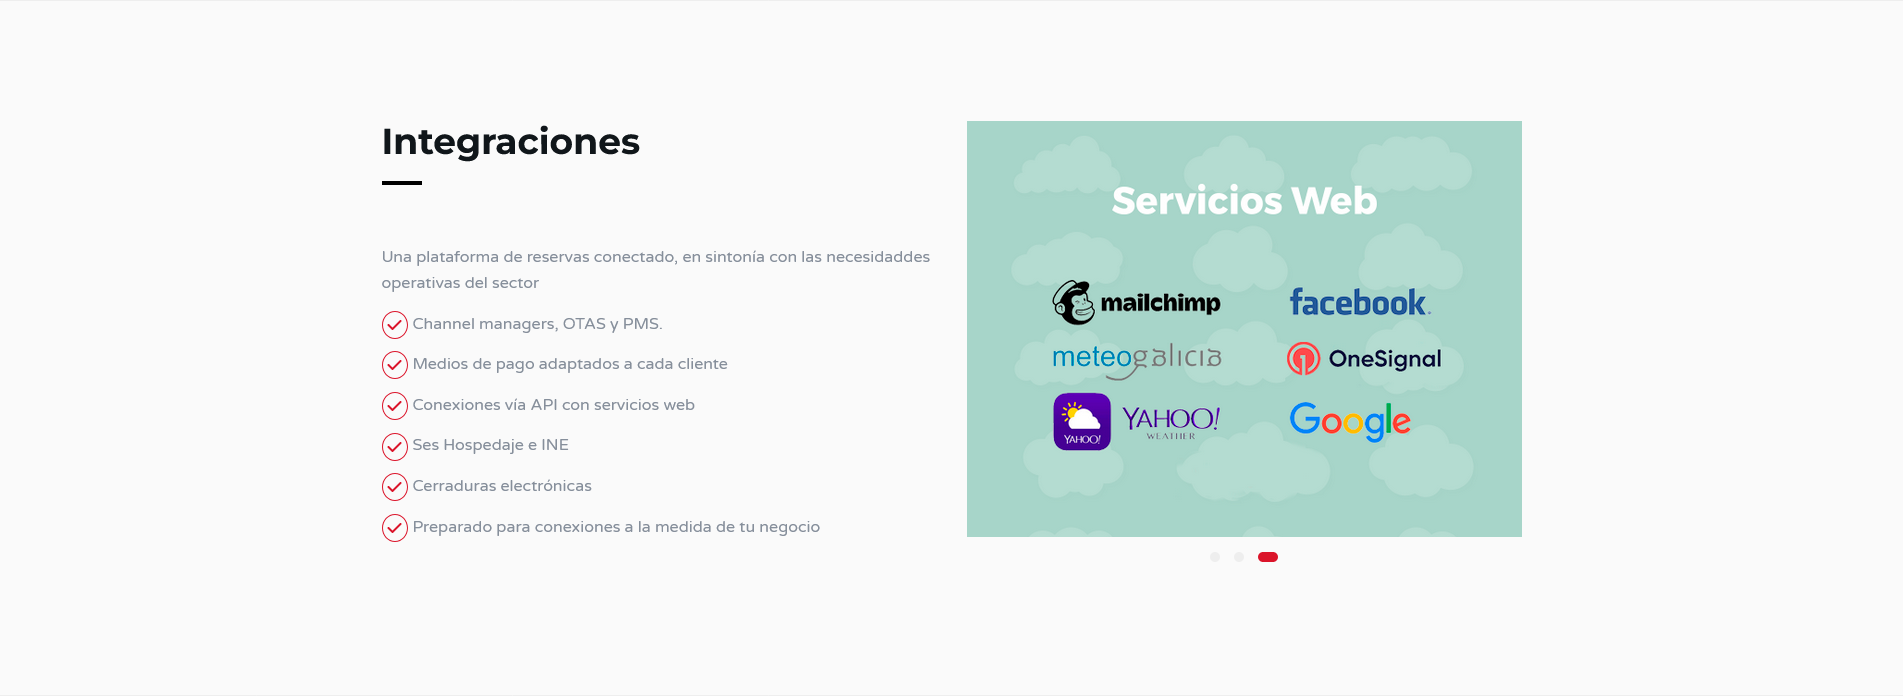 Integraciones
Una plataforma de reservas conectado, en sintonía con las necesidaddes
operativas del sector
Channel managers, OTAS y PMS.
Medios de pago adaptados a cada cliente
Conexiones vía API con servicios web
Ses Hospedaje e INE
Cerraduras electrónicas
Preparado para conexiones a la medida de tu negocio
Servicios Web
mailchimp
facebook
meteogalicia
OneSignal
YAHOO!
YAHOO!
WEATHER
Google